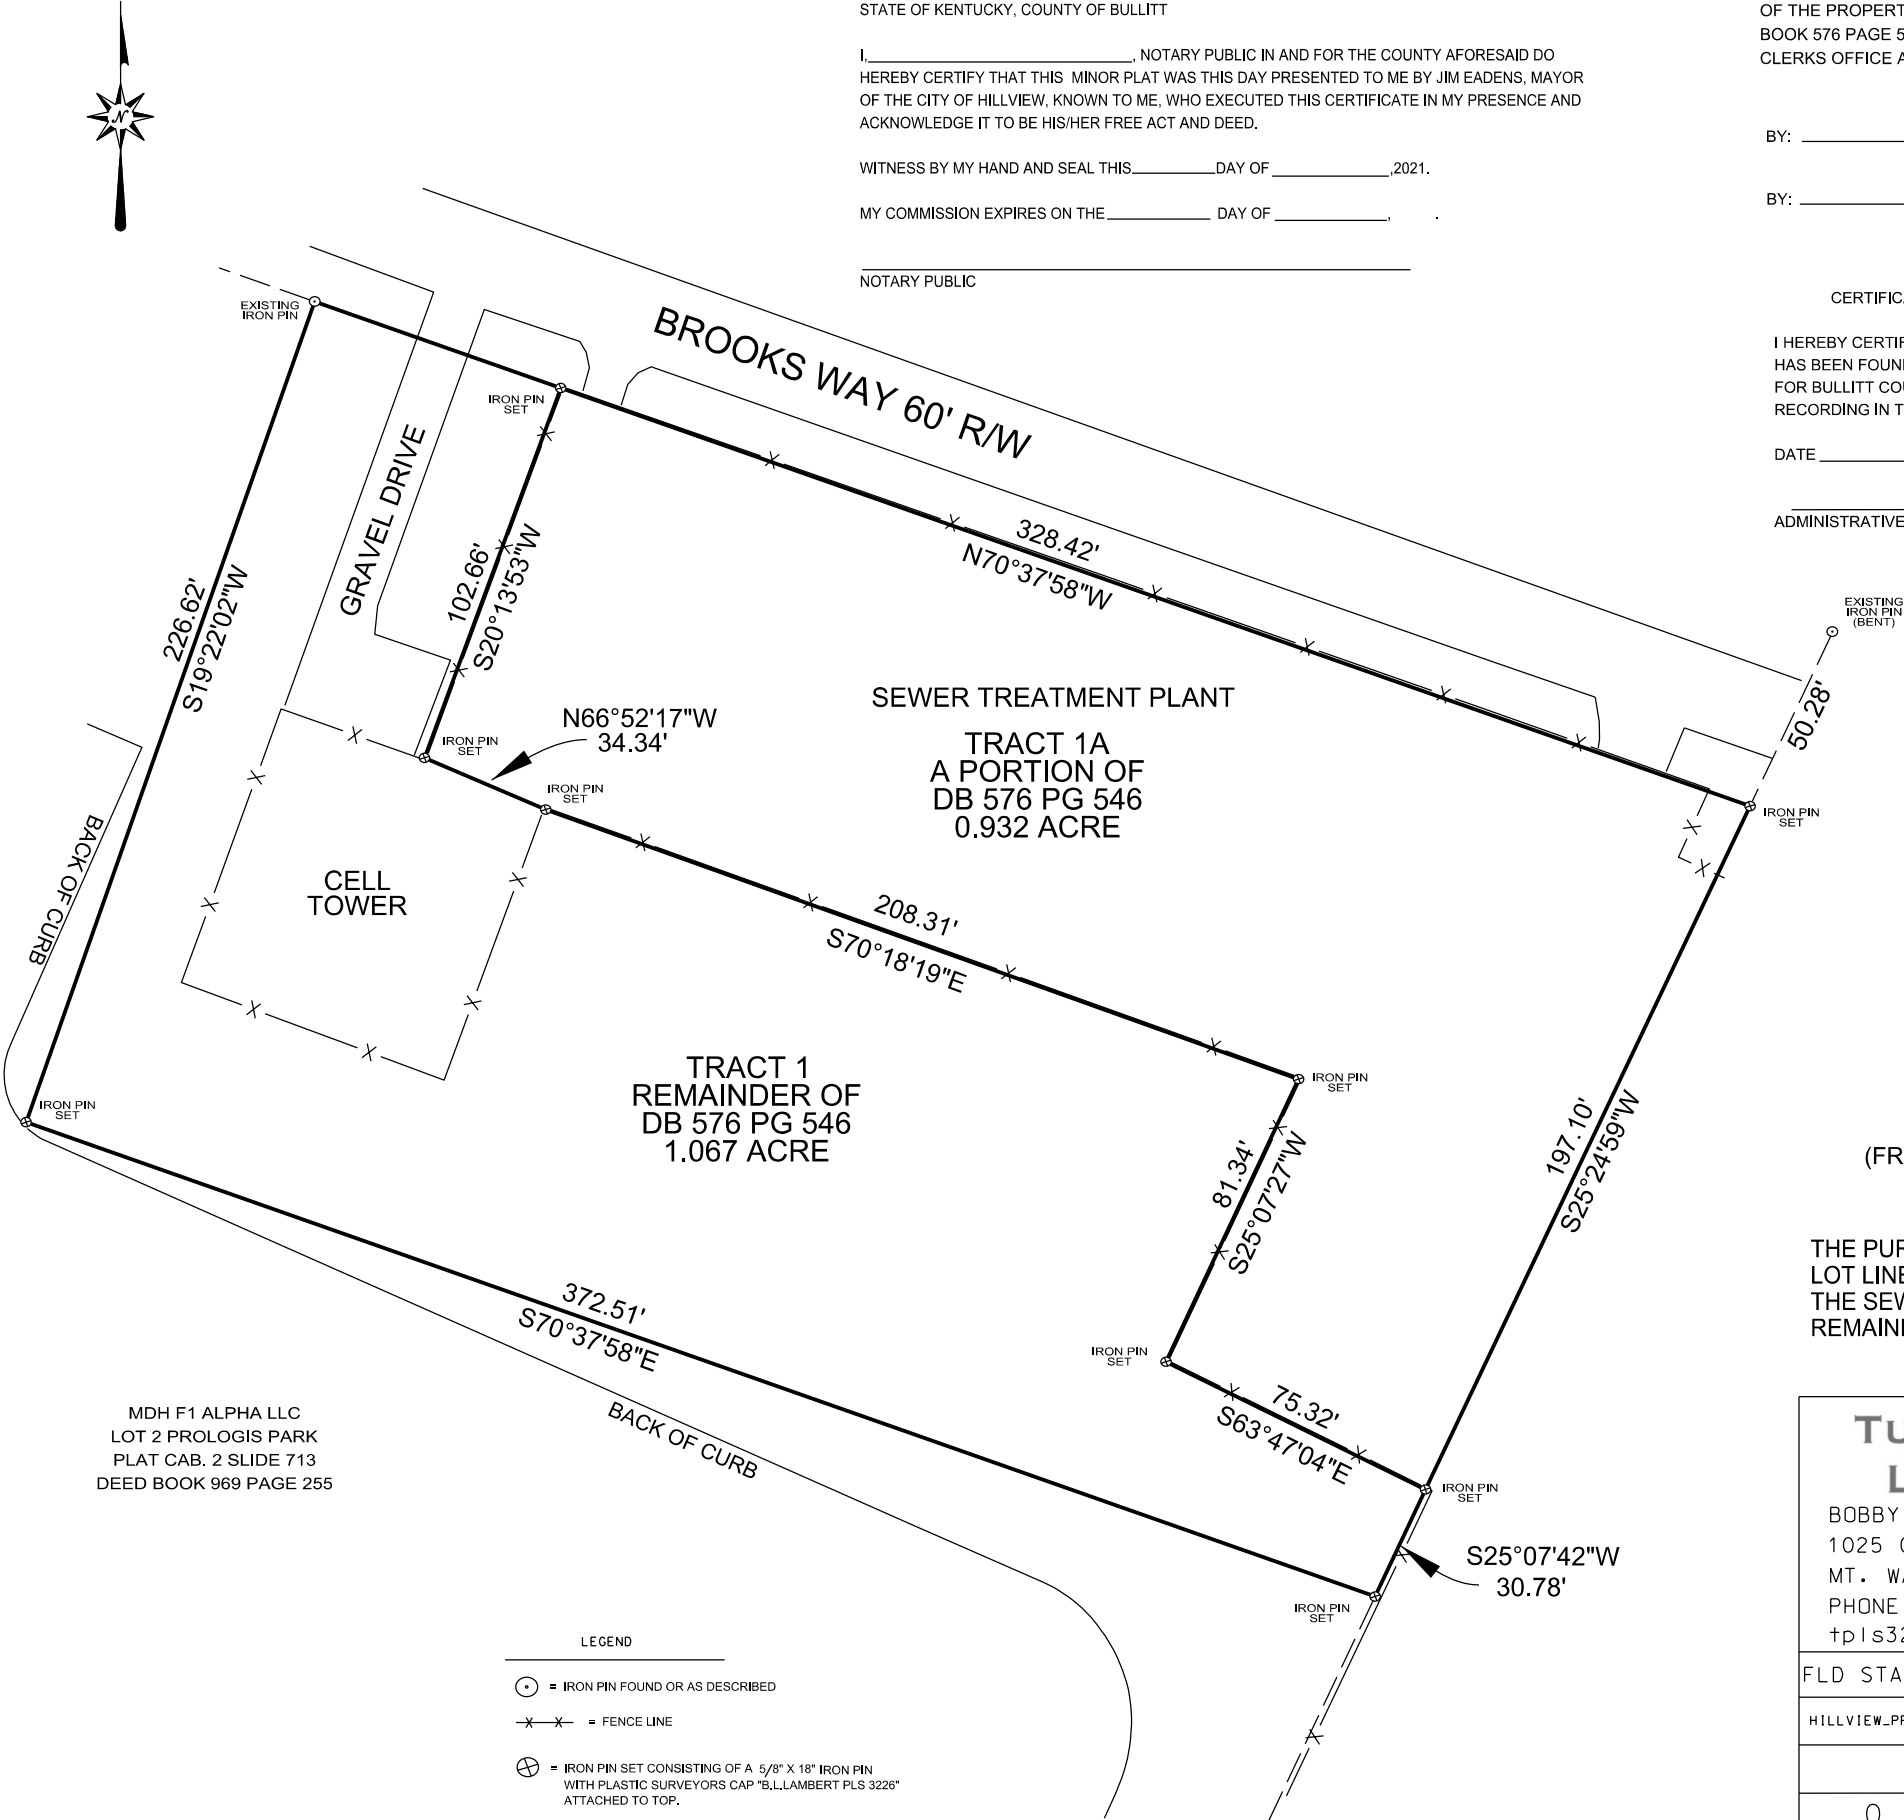 STATE OF KENTUCKY, COUNTY OF BULLITT
I,____________, NOTARY PUBLIC IN AND FOR THE COUNTY AFORESAID DO
HEREBY CERTIFY THAT THIS MINOR PLAT WAS THIS DAY PRESENTED TO ME BY JIM EADENS, MAYOR
OF THE CITY OF HILLVIEW, KNOWN TO ME, WHO EXECUTED THIS CERTIFICATE IN MY PRESENCE AND
ACKNOWLEDGE IT TO BE HIS/HER FREE ACT AND DEED.
WITNESS BY MY HAND AND SEAL THIS________DAY OF ________,2021.
MY COMMISSION EXPIRES ON THE ________ DAY OF ________, .
NOTARY PUBLIC
OF THE PROPERT
BOOK 576 PAGE 5
CLERKS OFFICE A
BY:
BY:
CERTIFICA
I HEREBY CERTIF
HAS BEEN FOUN
FOR BULLITT COU
RECORDING IN T
DATE
ADMINISTRATIVE
N
EXISTING
IRON PIN
BROOKS WAY 60' R/W
IRON PIN
SET
GRAVEL DRIVE
102.66'
S20°13'53"W
328.42'
N70°37'58"W
EXISTING
IRON PIN
(BENT)
50.28'
226.62'
S19°22'02"W
SEWER TREATMENT PLANT
TRACT 1A
A PORTION OF
DB 576 PG 546
0.932 ACRE
N66°52'17"W
34.34'
IRON PIN
SET
IRON PIN
SET
IRON PIN
SET
BACK OF CURB
CELL
TOWER
208.31'
S70°18'19"E
TRACT 1
REMAINDER OF
DB 576 PG 546
1.067 ACRE
IRON PIN
SET
IRON PIN
SET
81.34'
S25°07'27"W
197.10'
S25°24'59"W
(FR
THE PUR
LOT LINE
THE SEW
REMAIN
372.51'
S70°37'58"E
IRON PIN
SET
75.32'
S63°47'04"E
MDH F1 ALPHA LLC
LOT 2 PROLOGIS PARK
PLAT CAB. 2 SLIDE 713
DEED BOOK 969 PAGE 255
BACK OF CURB
IRON PIN
SET
S25°07'42"W
30.78'
IRON PIN
SET
TU
L
BOBBY
1025
MT. WA
PHONE
tpls32
FLD STA
HILLVIEW_PR
0
LEGEND
= IRON PIN FOUND OR AS DESCRIBED
X X = FENCE LINE
= IRON PIN SET CONSISTING OF A 5/8" X 18" IRON PIN
WITH PLASTIC SURVEYORS CAP "B.L.LAMBERT PLS 3226"
ATTACHED TO TOP.